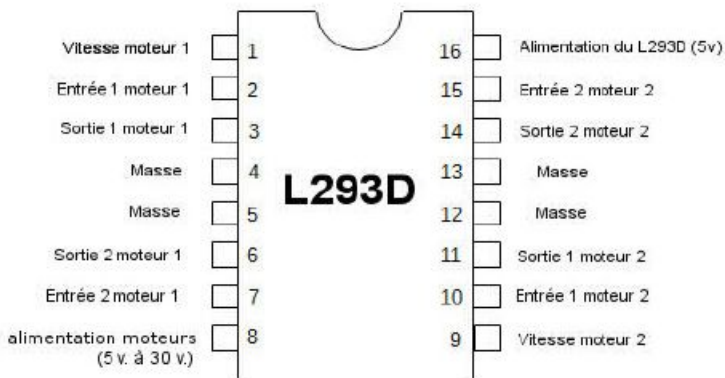 Vitesse moteur 1 1 16 Alimentation du L293D (5v)
Entrée 1 moteur 1 2 15 Entrée 2 moteur 2
Sortie 1 moteur 1 3 14 Sortie 2 moteur 2
Masse 4 13 Masse
L293D
Masse 5 12 Masse
Sortie 2 moteur 1 6 11 Sortie 1 moteur 2
Entrée 2 moteur 1 7 10 Entrée 1 moteur 2
alimentation moteurs 8 9 Vitesse moteur 2
(5 v. à 30 v.)